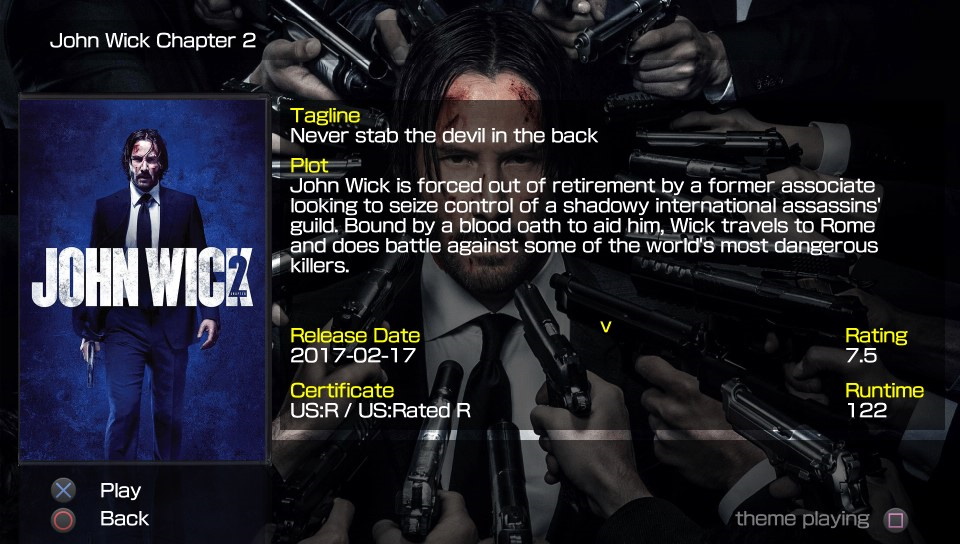 John Wick Chapter 2
Tagline
Never stab the devil in the back
Plot
John Wick is forced out of retirement by a former associate
looking to seize control of a shadowy international assassins'
guild. Bound by a blood oath to aid him, Wick travels to Rome
and does battle against some of the world's most dangerous
killers.
v
JOHN WICK
2
CHAPTER
Release Date
2017-02-17
Rating
7.5
Certificate
US:R / US:Rated R
Runtime
122
Play
Back
theme playing